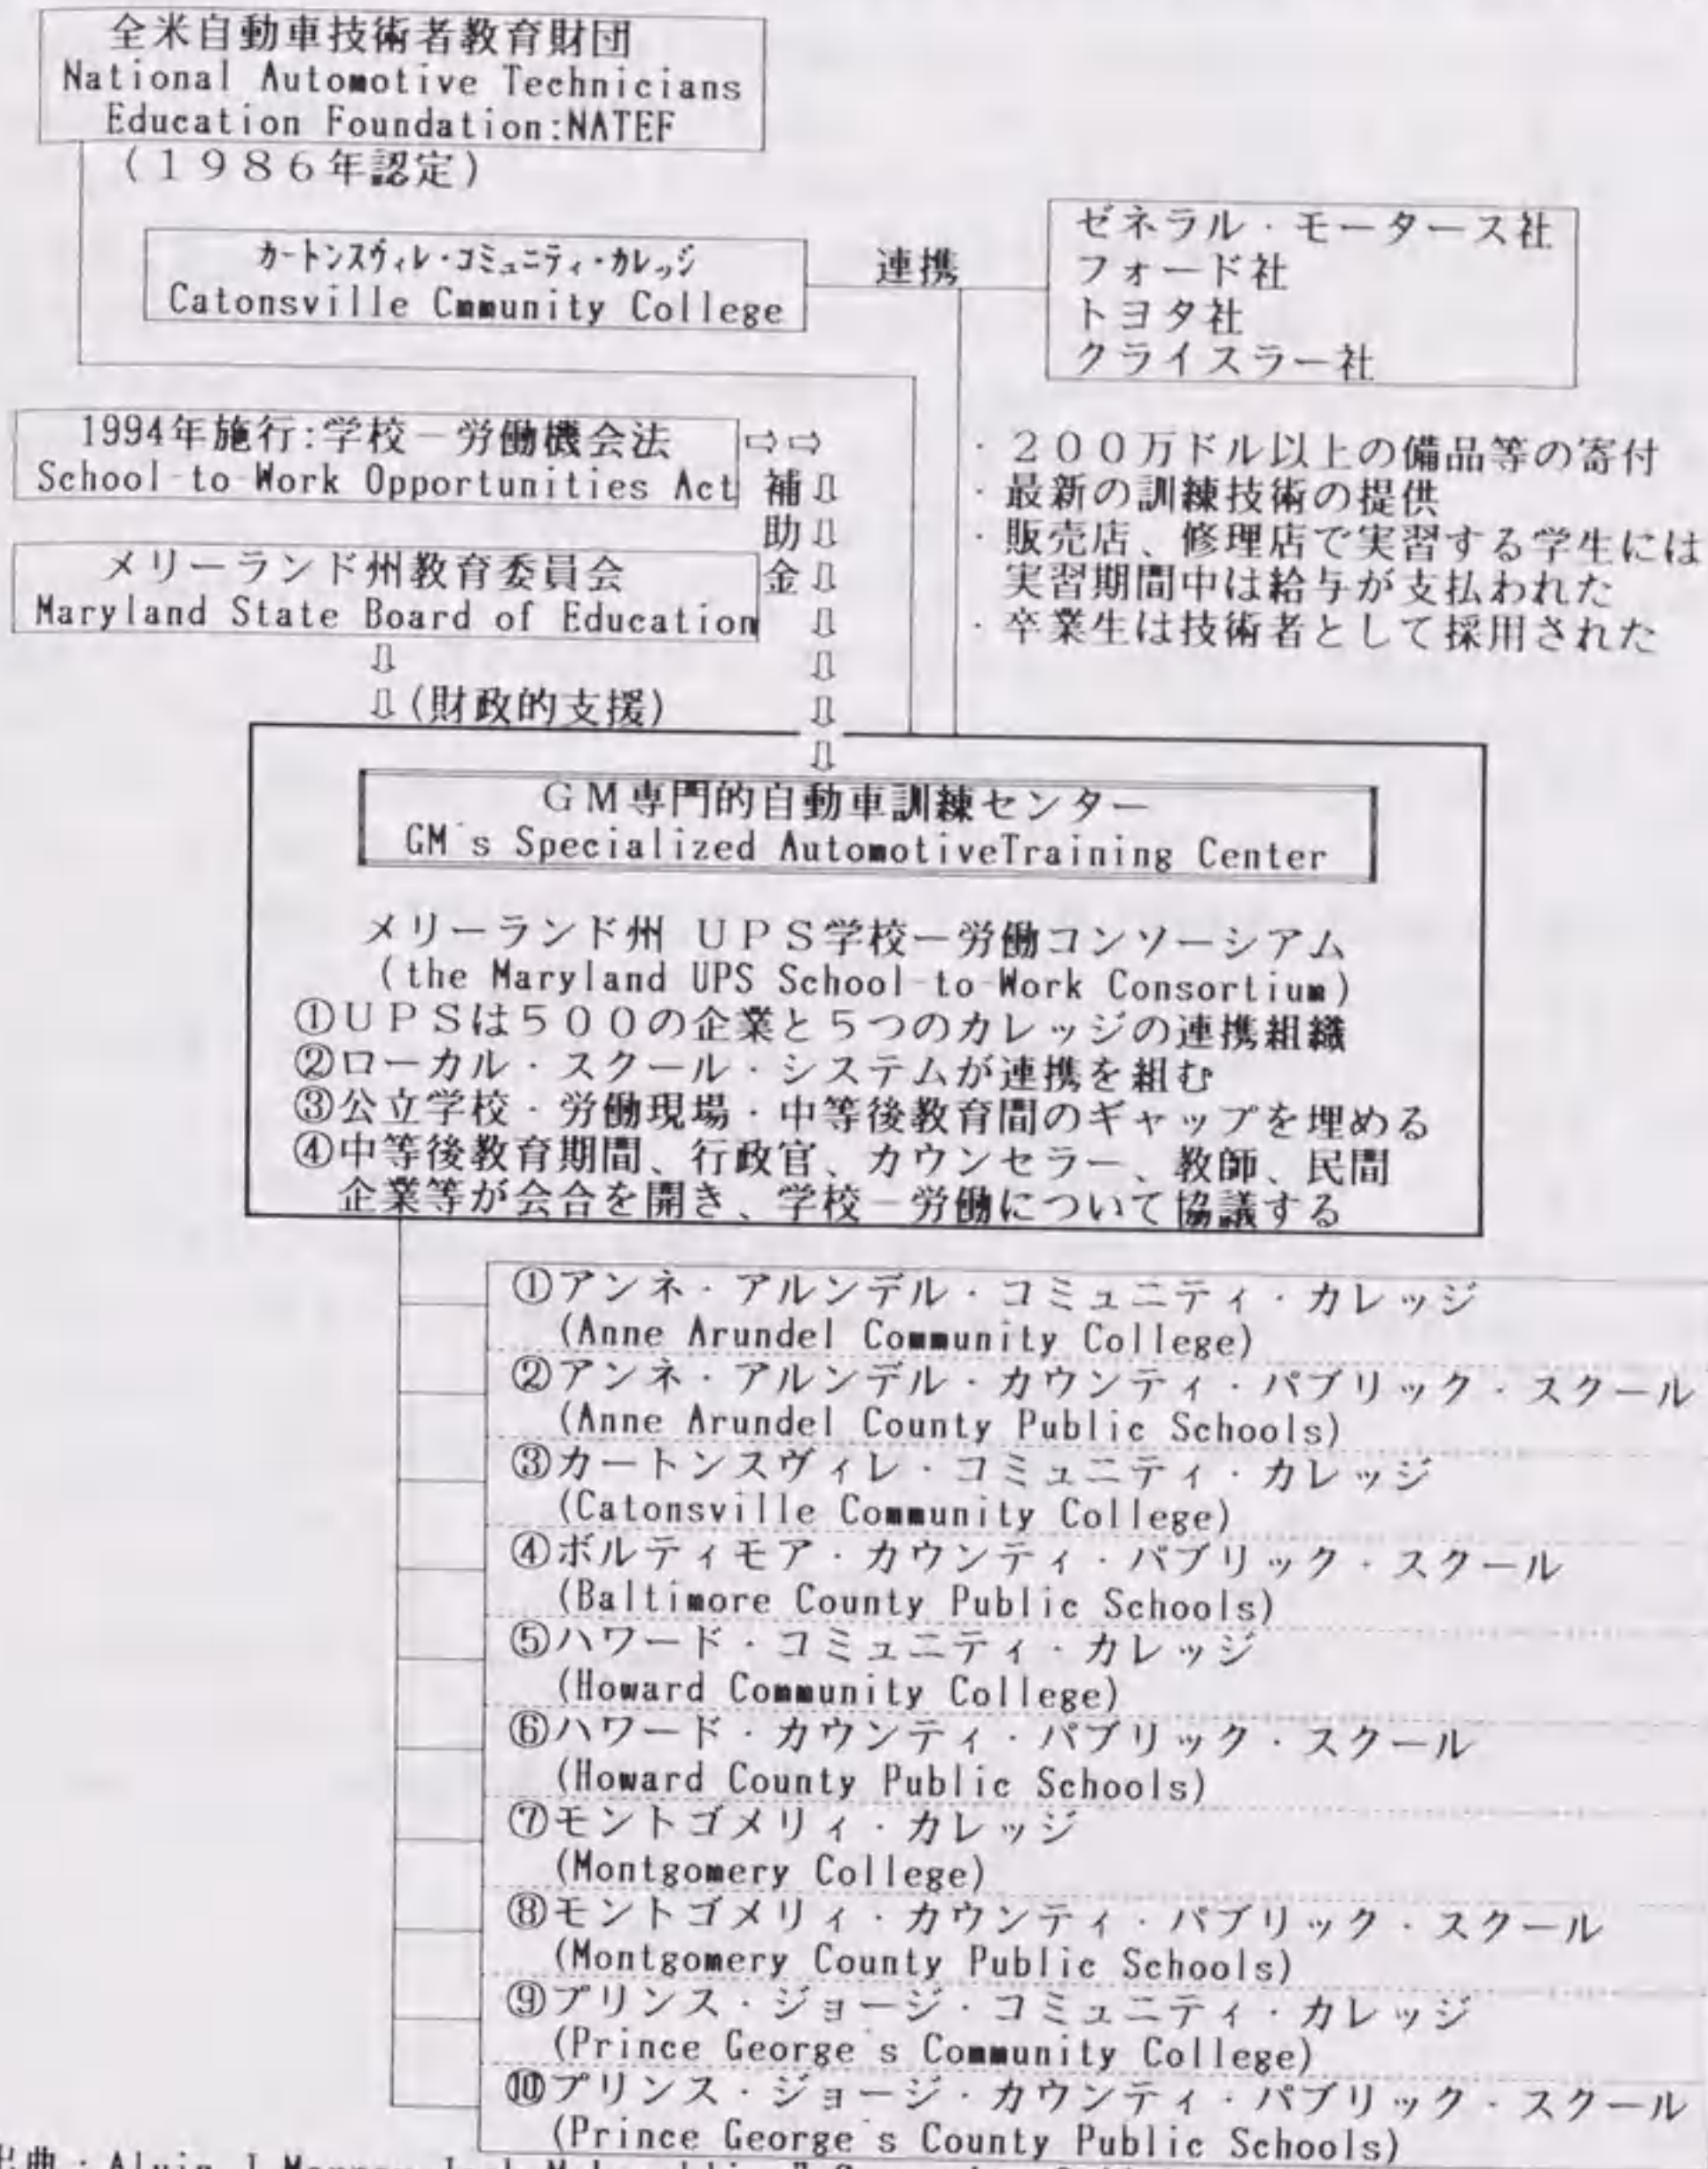 全米自動車技術者教育財団
National Automotive Technicians
Education Foundation:NATEF
(1986年認定)
カートンスヴィレ・コミュニティ・カレッジ
Catonsville Cmmunity College
連携
ゼネラル・モータース社
フォード社
トヨタ社
クライスラー社
1994年施行:学校－労働機会法
School-to-Work Opportunities Act
⇨⇨
補⇩
助⇩
金⇩
⇩
⇩
⇩
⇩
メリーランド州教育委員会
Maryland State Board of Education
⇩
⇩(財政的支援)
・200万ドル以上の備品等の寄付
・最新の訓練技術の提供
・販売店、修理店で実習する学生には
実習期間中は給与が支払われた
・卒業生は技術者として採用された
GM専門的自動車訓練センター
GM's Specialized AutomotiveTraining Center
メリーランド州 UPS学校－労働コンソーシアム
(the Maryland UPS School-to-Work Consortium)
①UPSは500の企業と5つのカレッジの連携組織
②ローカル・スクール・システムが連携を組む
③公立学校・労働現場・中等後教育間のギャップを埋める
④中等後教育期間、行政官、カウンセラー、教師、民間
企業等が会合を開き、学校－労働について協議する
①アンネ・アルンデル・コミュニティ・カレッジ
(Anne Arundel Community College)
②アンネ・アルンデル・カウンティ・パブリック・スクール
(Anne Arundel County Public Schools)
③カートンスヴィレ・コミュニティ・カレッジ
(Catonsville Community College)
④ボルティモア・カウンティ・パブリック・スクール
(Baltimore County Public Schools)
⑤ハワード・コミュニティ・カレッジ
(Howard Community College)
⑥ハワード・カウンティ・パブリック・スクール
(Howard County Public Schools)
⑦モントゴメリィ・カレッジ
(Montgomery College)
⑧モントゴメリィ・カウンティ・パブリック・スクール
(Montgomery County Public Schools)
⑨プリンス・ジョージ・コミュニティ・カレッジ
(Prince George's Community College)
⑩プリンス・ジョージ・カウンティ・パブリック・スクール
(Prince George's County Public Schools)